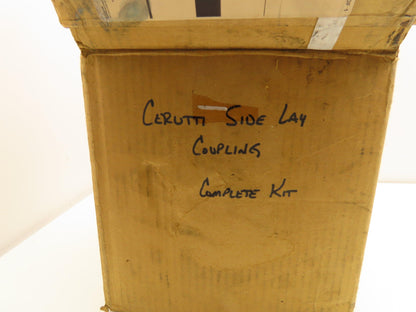 CERUTTI SIDE LAY
COUPLING
COMPLETE KIT